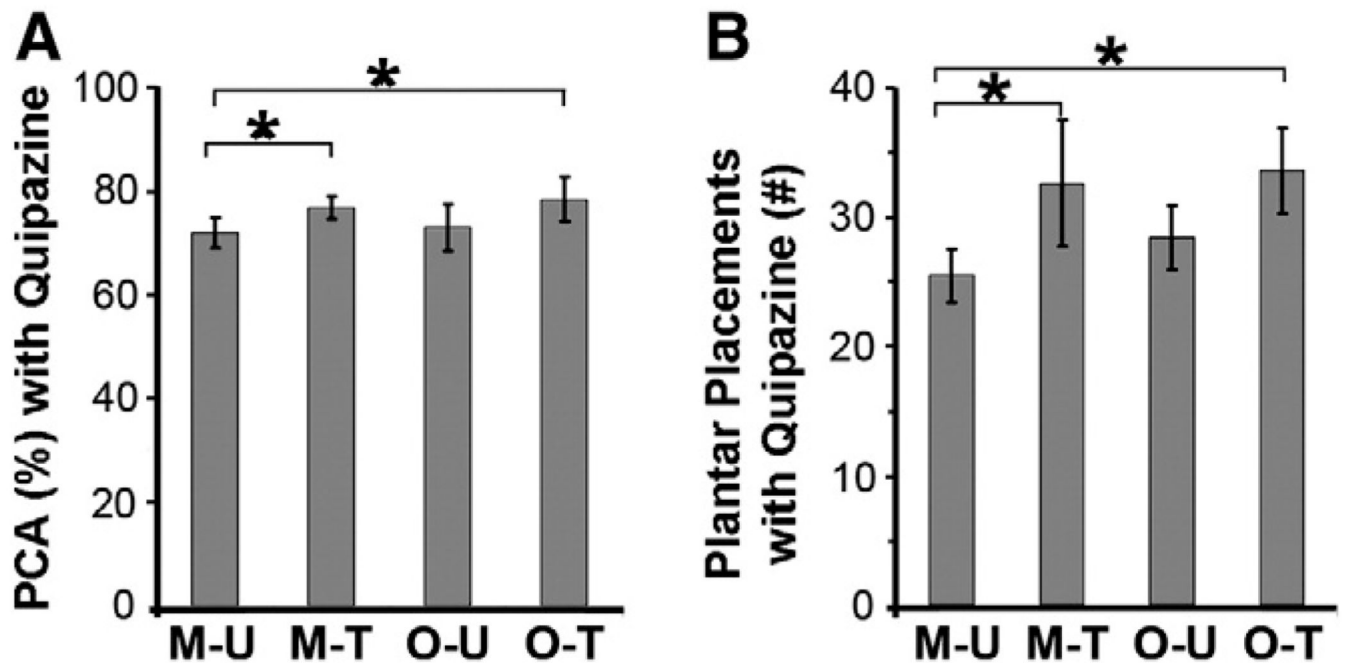 A
PCA (%) with Quipazine
100
80
60
40
20
0
*
*
M-U M-T O-U O-T
B
Plantar Placements
with Quipazine (#)
40
30
20
10
0
*
*
M-U M-T O-U O-T